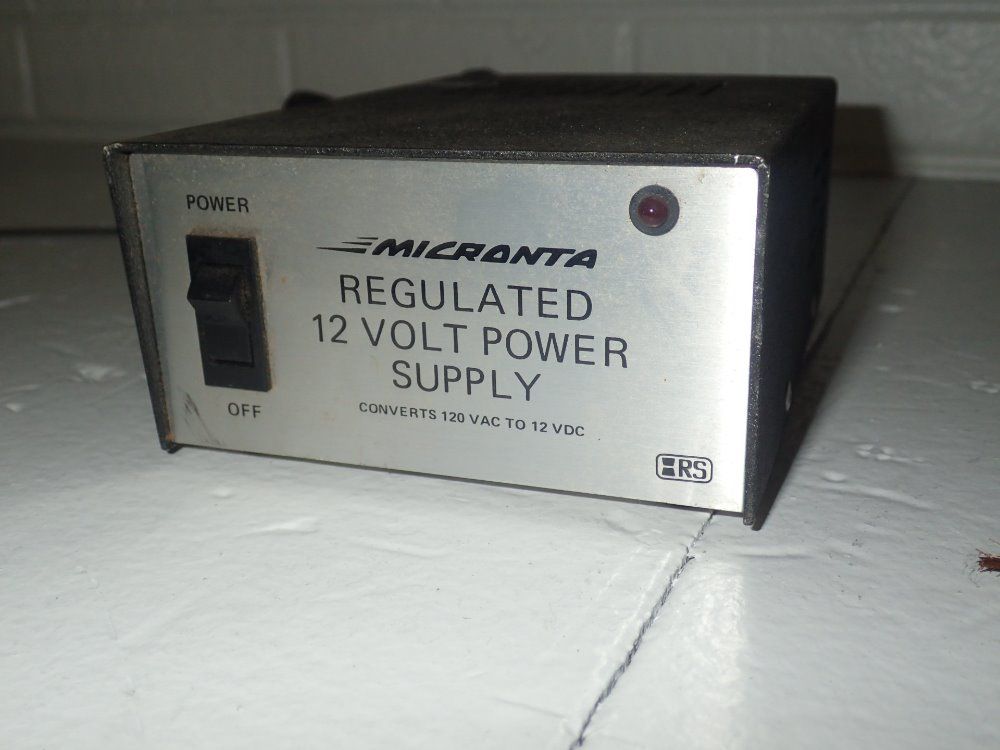 POWER
MICRONTA
REGULATED
12 VOLT POWER
SUPPLY
CONVERTS 120 VAC TO 12 VDC
OFF
RS